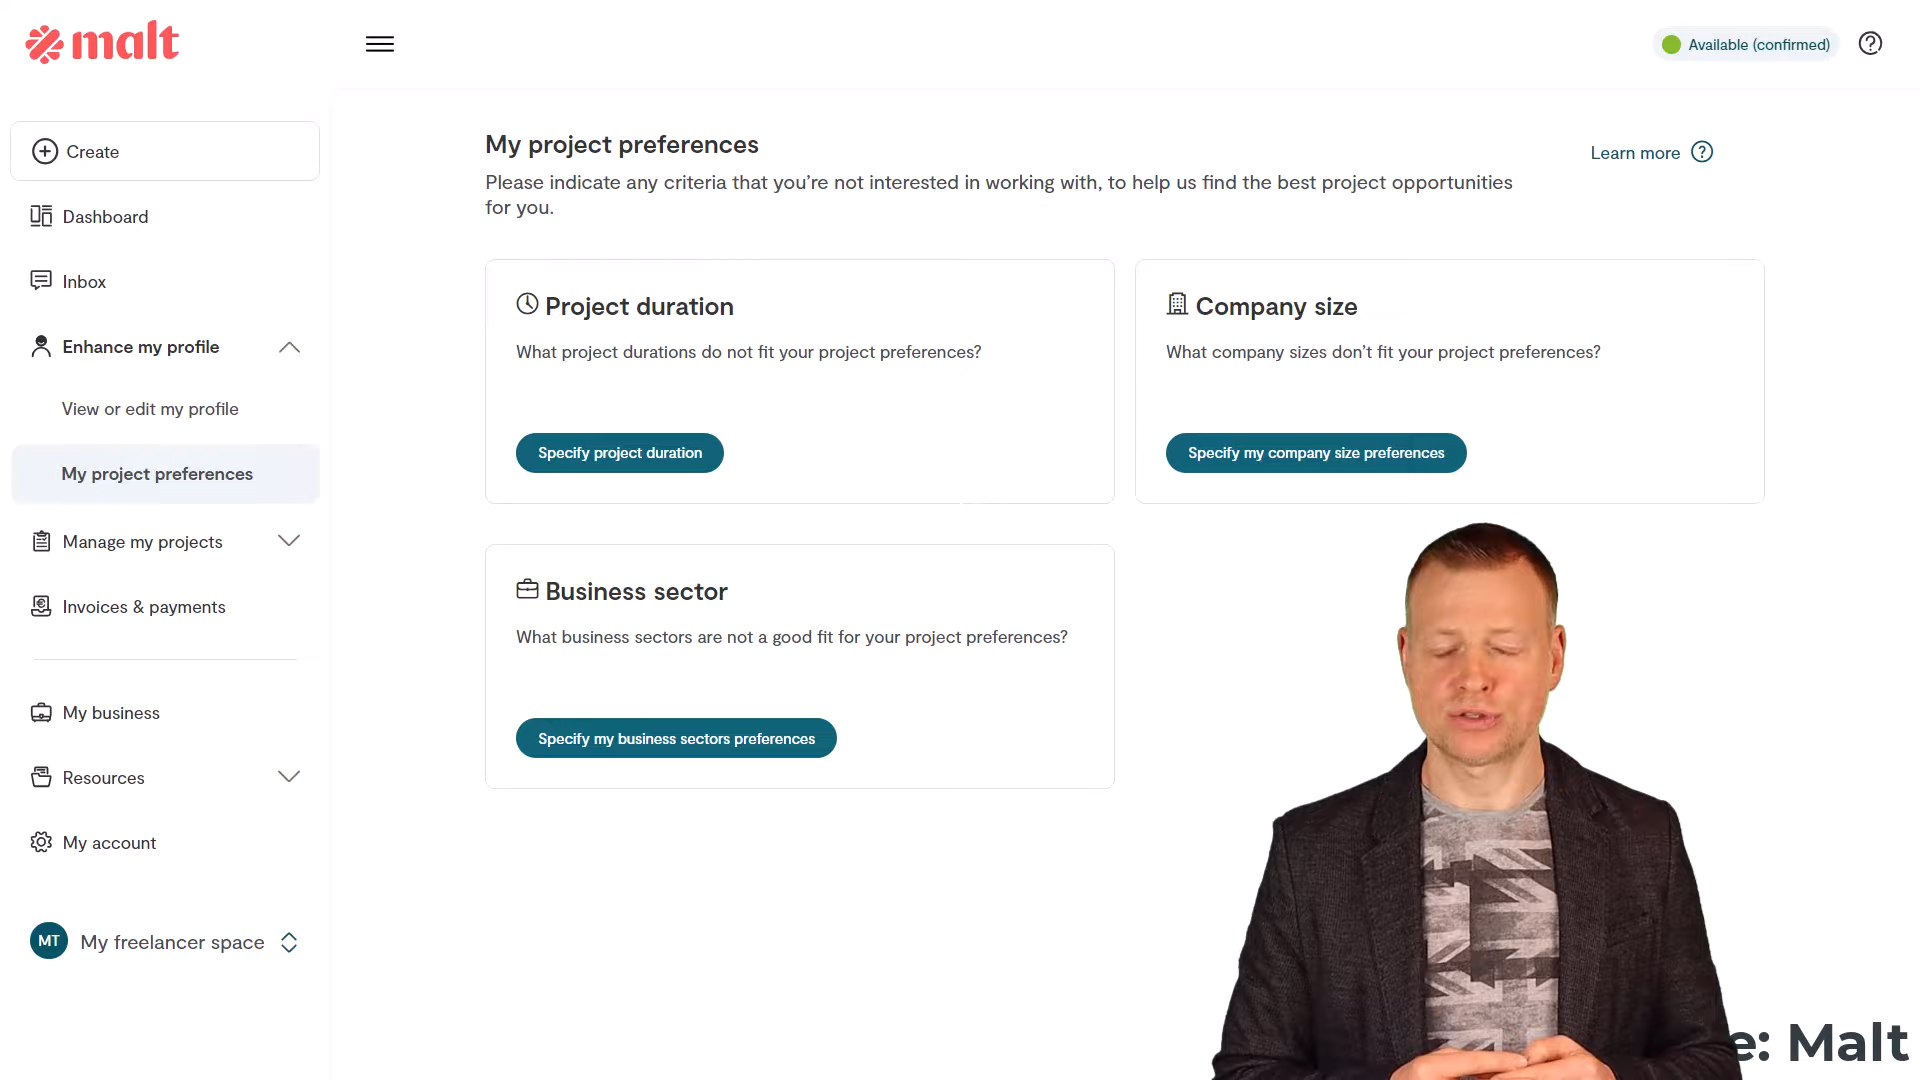 malt
Available (confirmed)
Create
Dashboard
Inbox
Enhance my profile
View or edit my profile
My project preferences
Manage my projects
Invoices & payments
My business
Resources
My account
MT
My freelancer space
My project preferences
Learn more
Please indicate any criteria that you’re not interested in working with, to help us find the best project opportunities
for you.
Project duration
What project durations do not fit your project preferences?
Specify project duration
Company size
What company sizes don’t fit your project preferences?
Specify my company size preferences
Business sector
What business sectors are not a good fit for your project preferences?
Specify my business sectors preferences
e: Malt